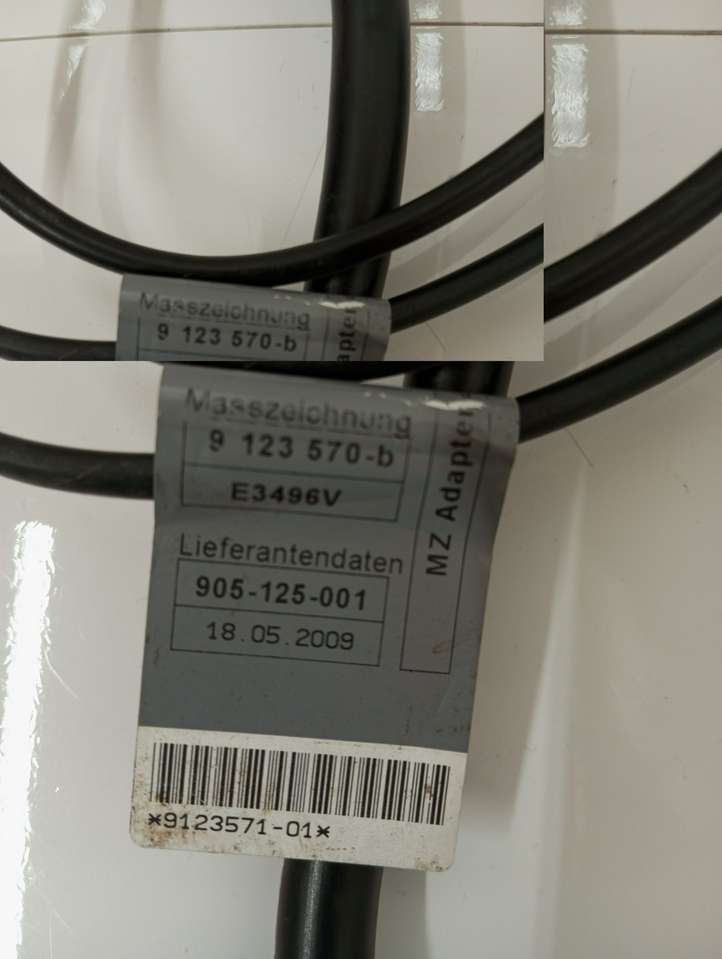 Masszeichnung
9 123 570-b
apter
Masszeichnung
9 123 570-b
E3496V
MZ Adapter
Lieferantendaten
905-125-001
18.05.2009
*9123571-01*